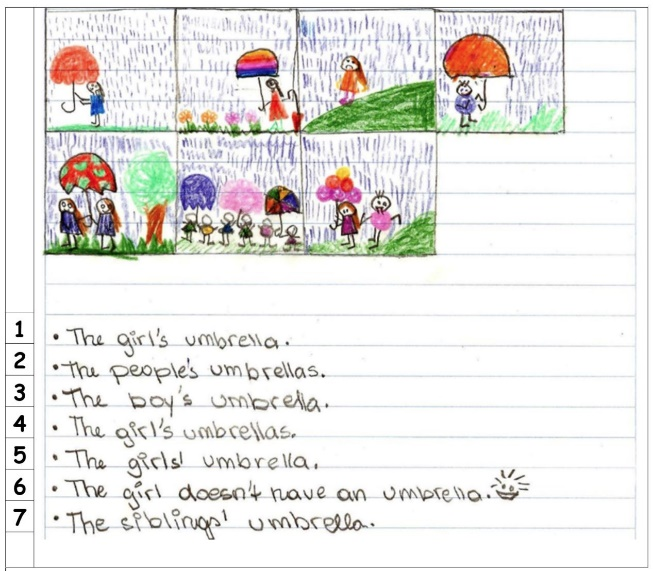 1 • The girl's umbrella.
2 • The people's umbrellas.
3 • The boy's umbrella.
4 • The girl's umbrellas.
5 • The girls' umbrella.
6 • The girl doesn't have an umbrella.
7 • The siblings' umbrella.